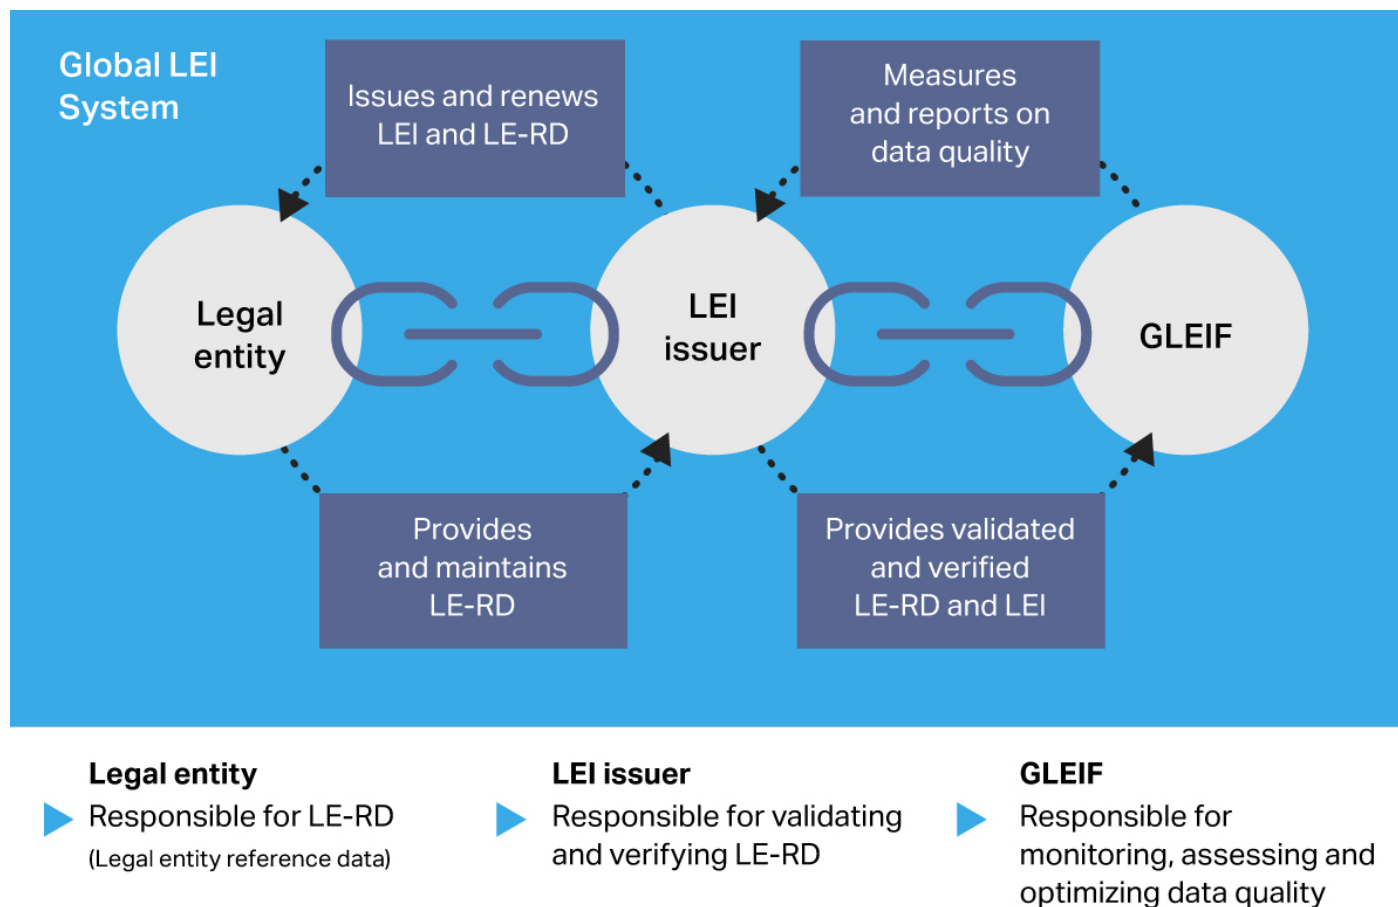 Global LEI
System
Issues and renews
LEI and LE-RD
Measures
and reports on
data quality
Legal
entity
LEI
issuer
GLEIF
Provides
and maintains
LE-RD
Provides validated
and verified
LE-RD and LEI
Legal entity
Responsible for LE-RD
(Legal entity reference data)
LEI issuer
Responsible for validating
and verifying LE-RD
GLEIF
Responsible for
monitoring, assessing and
optimizing data quality